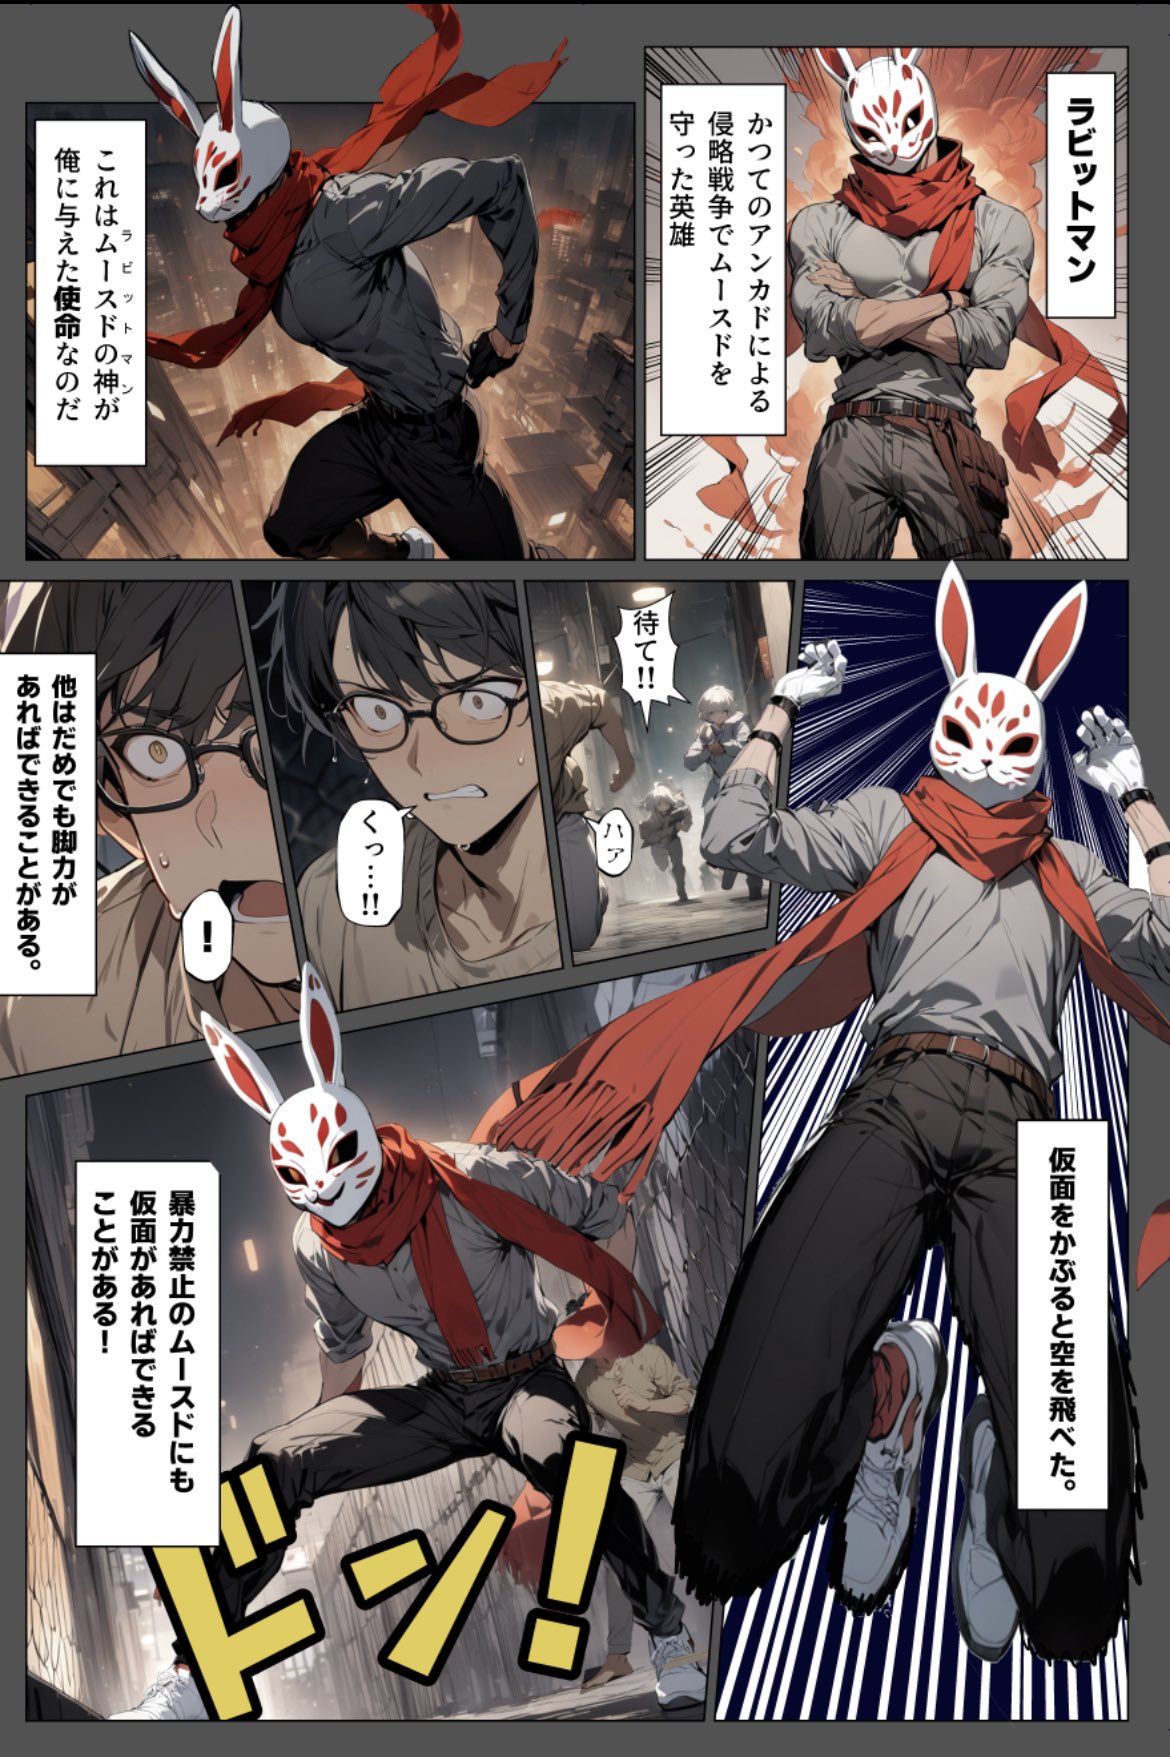 ラビットマン
かつてのアンカドによる
侵略戦争でムースドを
守った英雄
これはムースドの神が
ラビットマン
俺に与えた使命なのだ
仮面をかぶると空を飛べた。
待て!!
ハァ
くっ…!!
!
他はだめでも脚力が
あればできることがある。
暴力禁止のムースドにも
仮面があればできる
ことがある!
ドン!